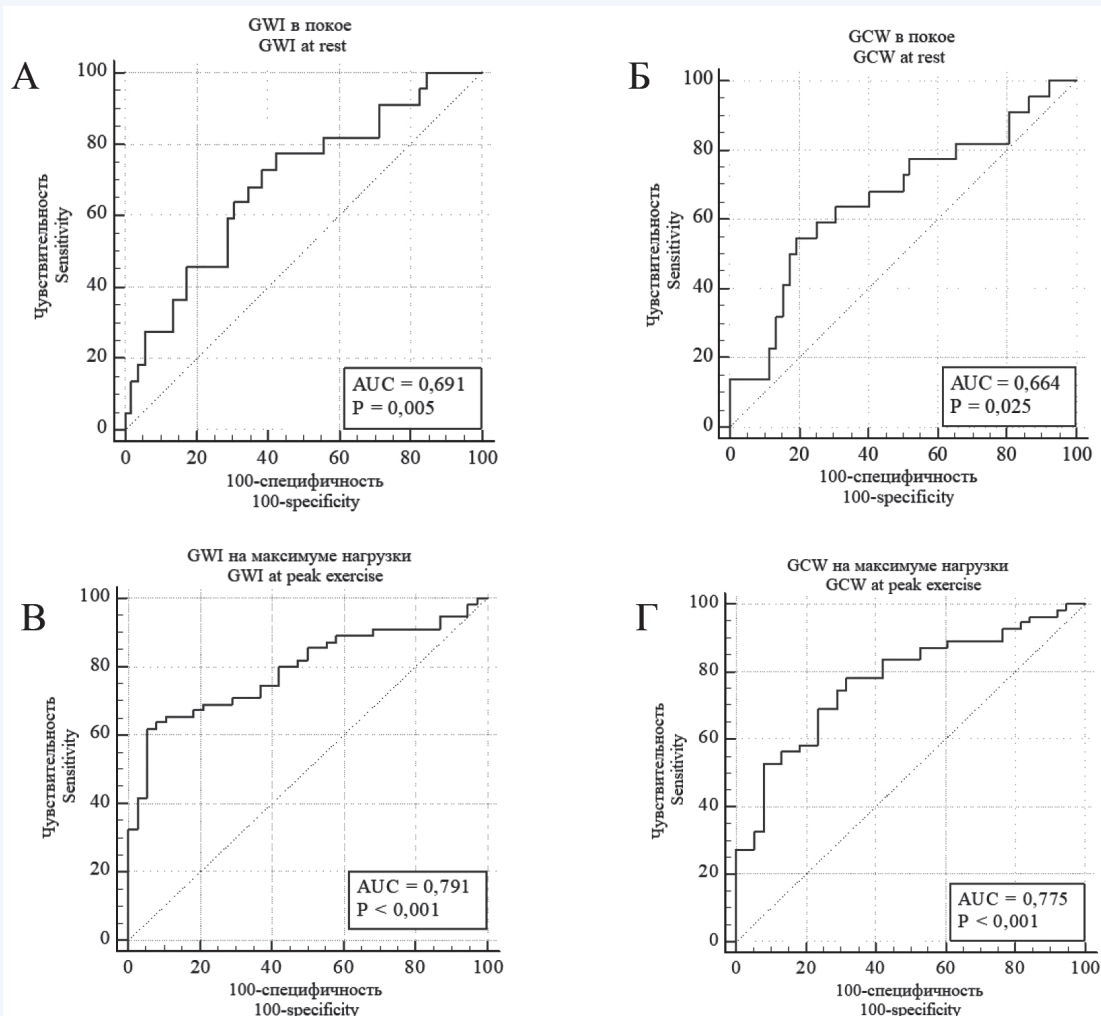 А
GWI в покое
GWI at rest
Чувствительность
Sensitivity
100
80
60
40
20
0
AUC = 0,691
P = 0,005
0 20 40 60 80 100
100-специфичность
100-specificity
Б
GCW в покое
GCW at rest
Чувствительность
Sensitivity
100
80
60
40
20
0
AUC = 0,664
P = 0,025
0 20 40 60 80 100
100-специфичность
100-specificity
В
GWI на максимуме нагрузки
GWI at peak exercise
Чувствительность
Sensitivity
100
80
60
40
20
0
AUC = 0,791
P < 0,001
0 20 40 60 80 100
100-специфичность
100-specificity
Г
GCW на максимуме нагрузки
GCW at peak exercise
Чувствительность
Sensitivity
100
80
60
40
20
0
AUC = 0,775
P < 0,001
0 20 40 60 80 100
100-специфичность
100-specificity